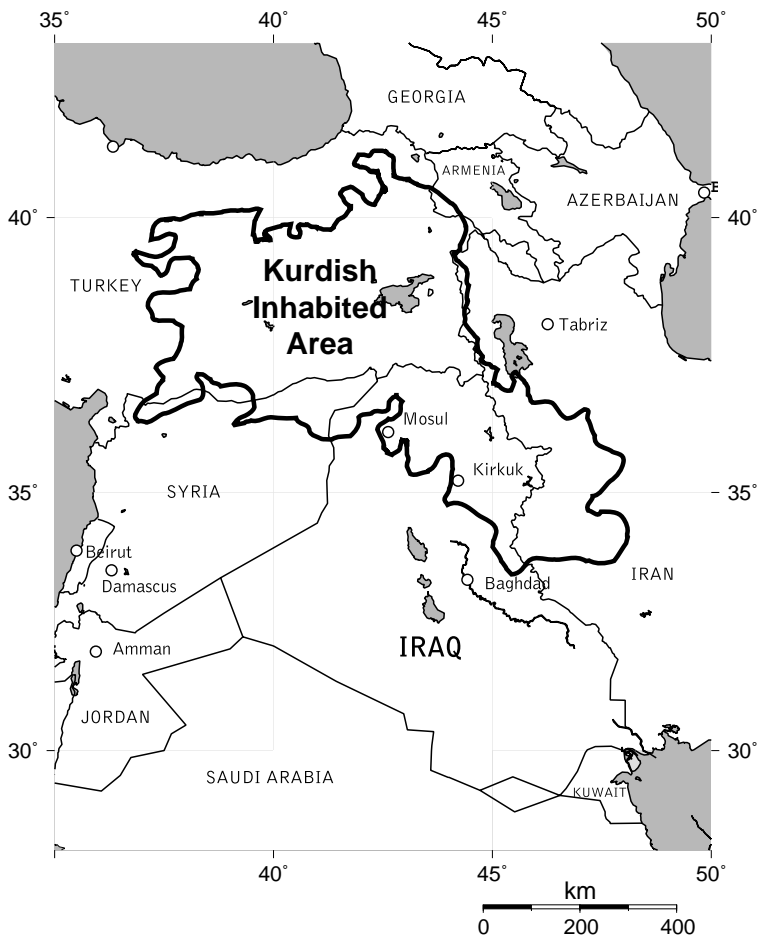 35° 40° 45° 50°
GEORGIA
ARMENIA
AZERBAIJAN
40° 40°
TURKEY
Kurdish
Inhabited
Area
Tabriz
Mosul
Kirkuk
35° SYRIA 35°
Beirut
Damascus
Baghdad
IRAN
IRAQ
Amman
JORDAN
30° 30°
SAUDI ARABIA
KUWAIT
35° 40° 45° 50°
km
0 200 400